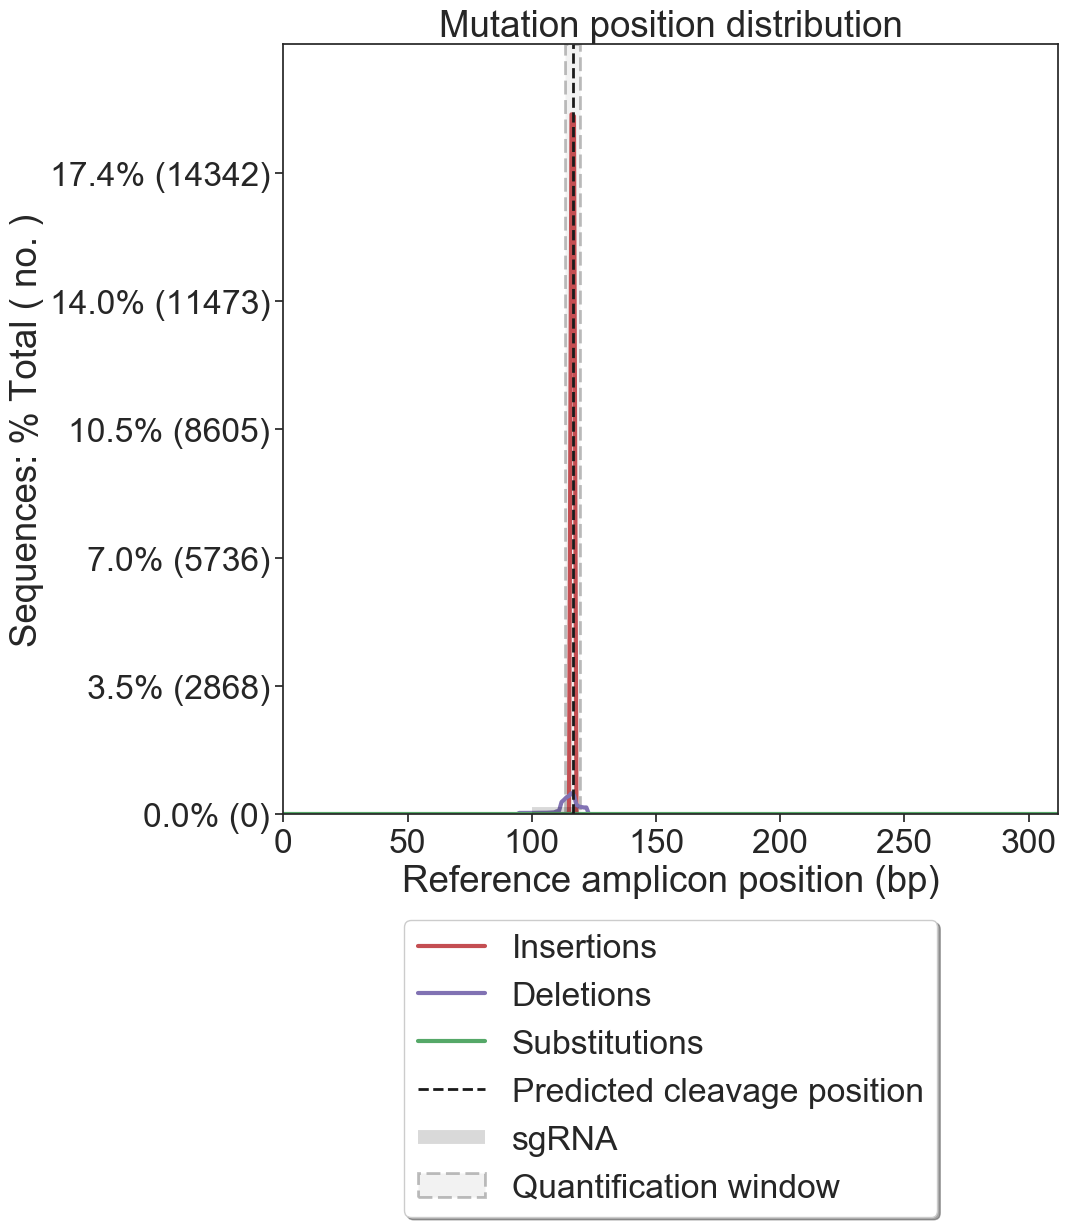 Mutation position distribution
Sequences: % Total ( no. )
17.4% (14342)
14.0% (11473)
10.5% (8605)
7.0% (5736)
3.5% (2868)
0.0% (0)
0 50 100 150 200 250 300
Reference amplicon position (bp)
Insertions
Deletions
Substitutions
Predicted cleavage position
sgRNA
Quantification window